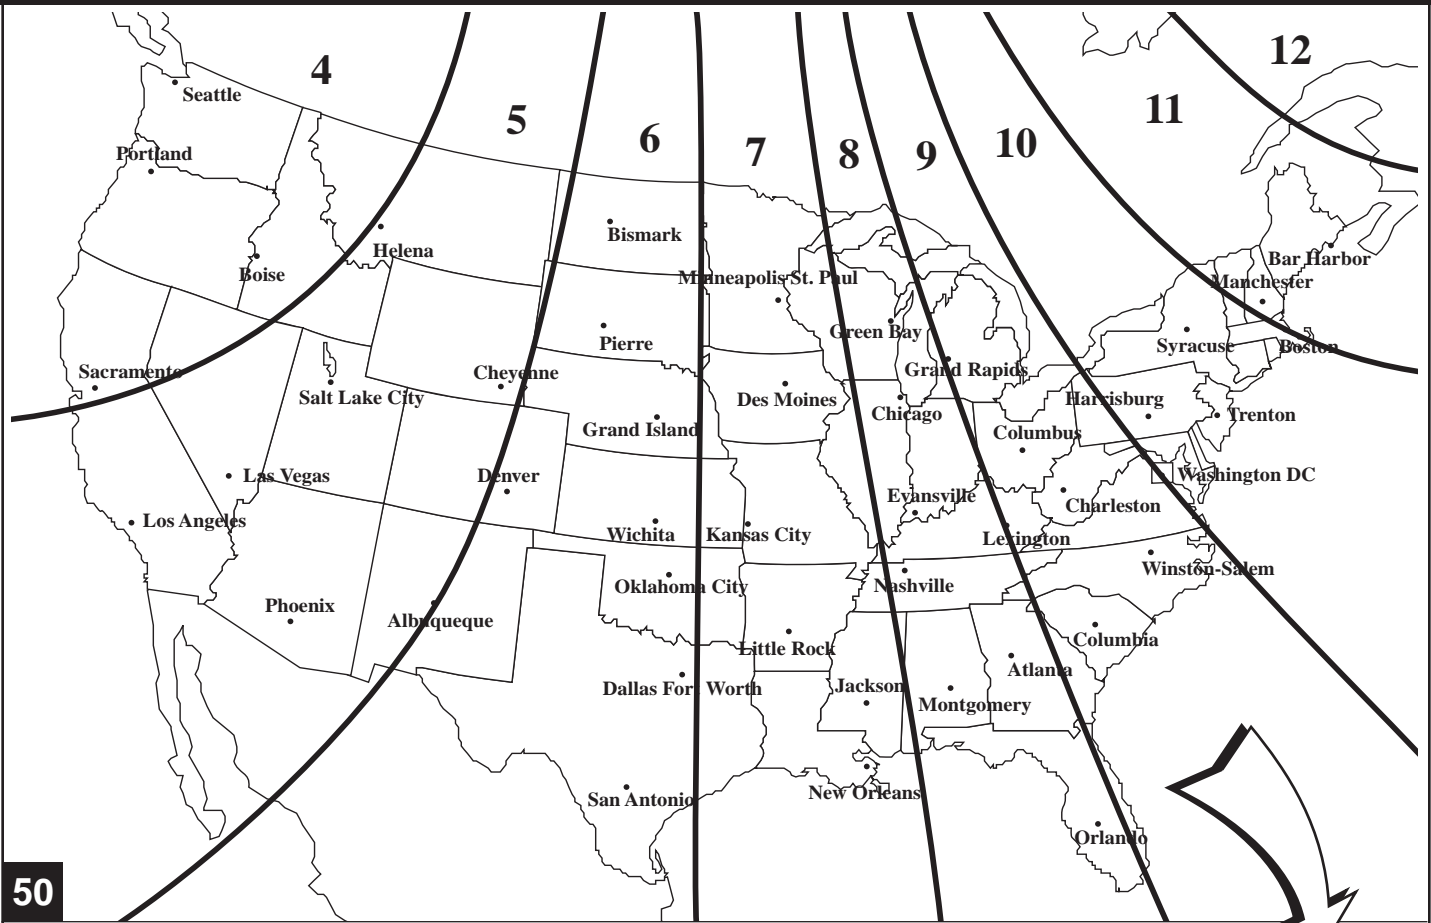 12
4
11
5
Seattle
6
10
7
8
9
Portland
Bismark
Helena
Bar Harbor
Boise
Minneapolis St. Paul
Manchester
Green Bay
Pierre
Syracuse
Boston
Sacramento
Cheyenne
Grand Rapids
Salt Lake City
Des Moines
Harrisburg
Chicago
Trenton
Grand Island
Columbus
Las Vegas
Denver
Washington DC
Evansville
Charleston
Los Angeles
Wichita
Kansas City
Lexington
Winston-Salem
Oklahoma City
Nashville
Phoenix
Albuqueque
Columbia
Little Rock
Atlanta
Dallas Fort Worth
Jackson
Montgomery
San Antonio
New Orleans
Orlando
50